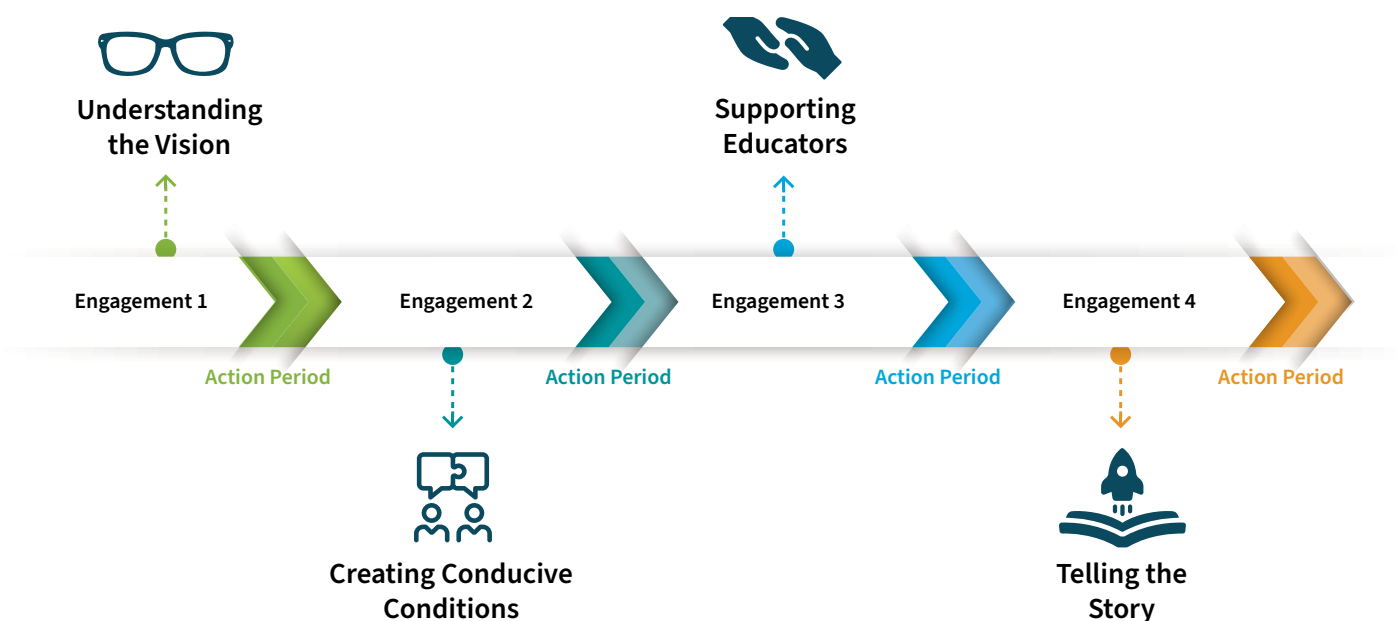 Understanding
the Vision
Supporting
Educators
Engagement 1
Engagement 2
Engagement 3
Engagement 4
Action Period
Action Period
Action Period
Action Period
Creating Conducive
Conditions
Telling the
Story